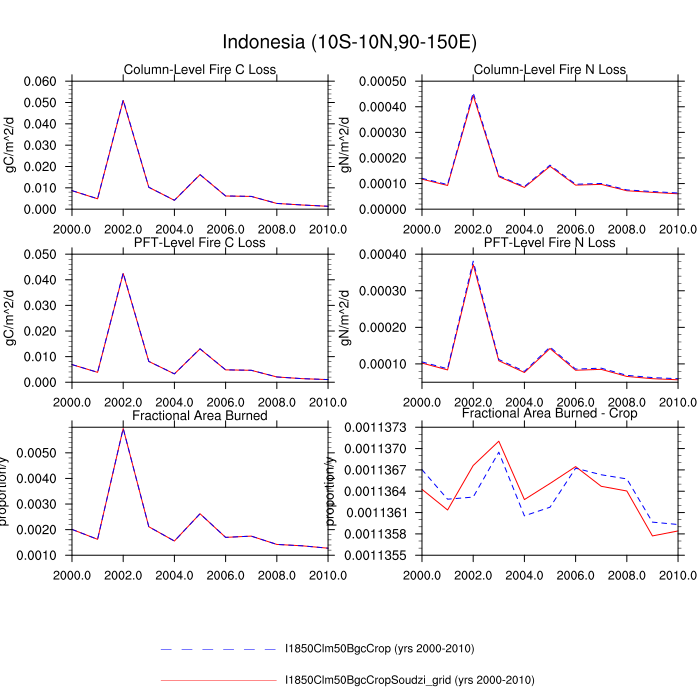 Indonesia (10S-10N,90-150E)
Column-Level Fire C Loss
gC/m^2/d
0.060
0.050
0.040
0.030
0.020
0.010
0.000
2000.0 2002.0 2004.0 2006.0 2008.0 2010.0
Column-Level Fire N Loss
gN/m^2/d
0.00050
0.00040
0.00030
0.00020
0.00010
0.00000
2000.0 2002.0 2004.0 2006.0 2008.0 2010.0
PFT-Level Fire C Loss
gC/m^2/d
0.050
0.040
0.030
0.020
0.010
0.000
2000.0 2002.0 2004.0 2006.0 2008.0 2010.0
PFT-Level Fire N Loss
gN/m^2/d
0.00040
0.00030
0.00020
0.00010
2000.0 2002.0 2004.0 2006.0 2008.0 2010.0
Fractional Area Burned
proportion/y
0.0050
0.0040
0.0030
0.0020
0.0010
2000.0 2002.0 2004.0 2006.0 2008.0 2010.0
Fractional Area Burned - Crop
proportion/y
0.0011373
0.0011370
0.0011367
0.0011364
0.0011361
0.0011358
0.0011355
2000.0 2002.0 2004.0 2006.0 2008.0 2010.0
I1850Clm50BgcCrop (yrs 2000-2010)
I1850Clm50BgcCropSoudzi_grid (yrs 2000-2010)